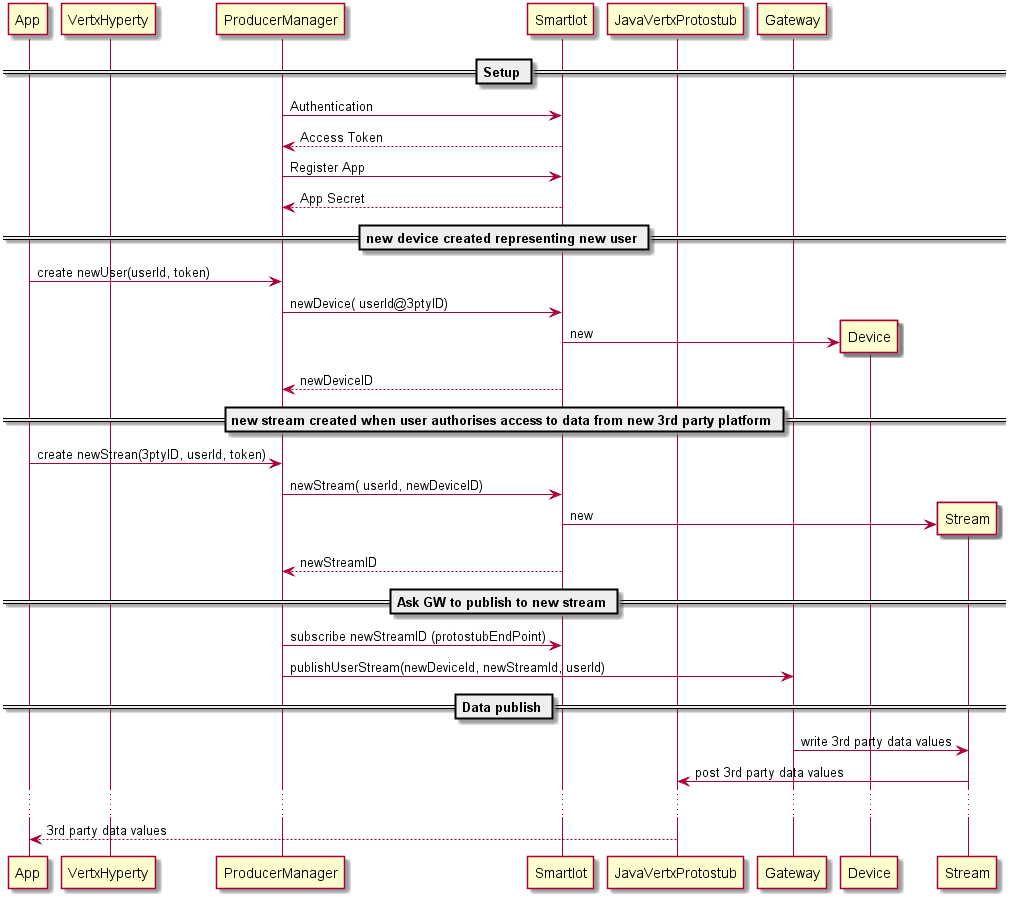 App VertxHyperty ProducerManager SmartIot JavaVertxProtostub Gateway
Setup
Authentication
Access Token
Register App
App Secret
new device created representing new user
create newUser(userId, token)
newDevice( userId@3ptyID)
new
Device
newDeviceID
new stream created when user authorises access to data from new 3rd party platform
create newStrean(3ptyID, userId, token)
newStream( userId, newDeviceID)
new
Stream
newStreamID
Ask GW to publish to new stream
subscribe newStreamID (protostubEndPoint)
publishUserStream(newDeviceId, newStreamId, userId)
Data publish
write 3rd party data values
post 3rd party data values
3rd party data values
App VertxHyperty ProducerManager SmartIot JavaVertxProtostub Gateway Device Stream